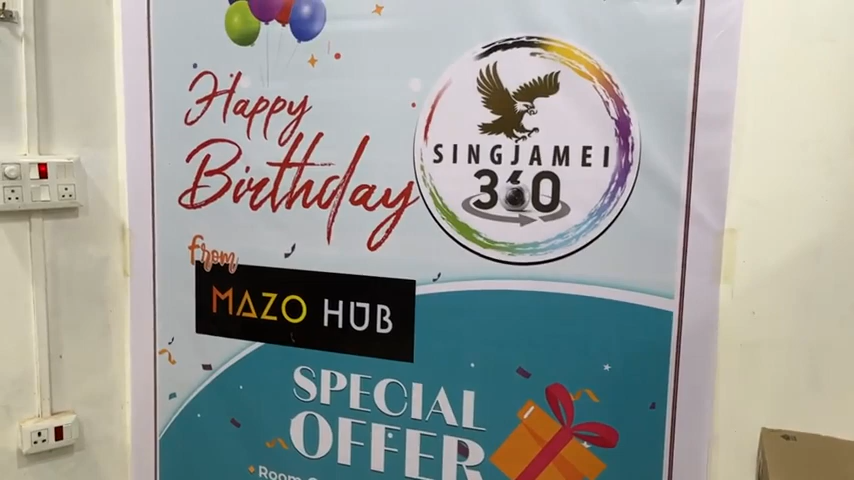 Happy
Birthday
SINGJAMEI
360
from
MAZO HUB
SPECIAL
OFFER
Room